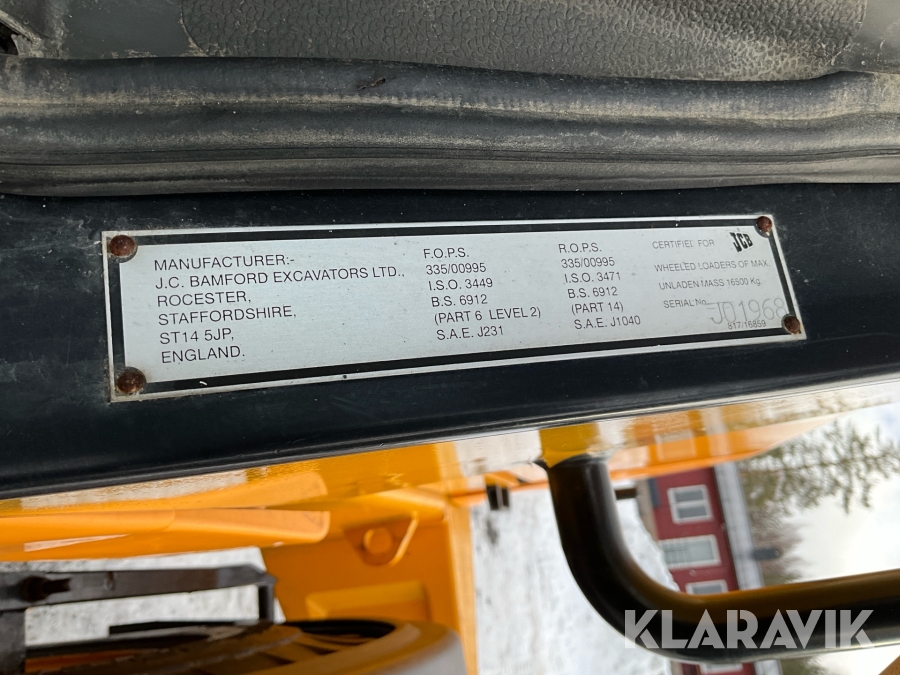 MANUFACTURER:-
J.C. BAMFORD EXCAVATORS LTD.,
ROCESTER,
STAFFORDSHIRE,
ST14 5JP,
ENGLAND.
F.O.P.S.
335/00995
I.S.O. 3449
B.S. 6912
(PART 6 LEVEL 2)
S.A.E. J231
R.O.P.S.
335/00995
I.S.O. 3471
B.S. 6912
(PART 14)
S.A.E. J1040
CERTIFIED FOR JCB
WHEELED LOADERS OF MAX.
UNLADEN MASS 16500 Kg.
SERIAL No. J01968
817/16859
KLARAVIK